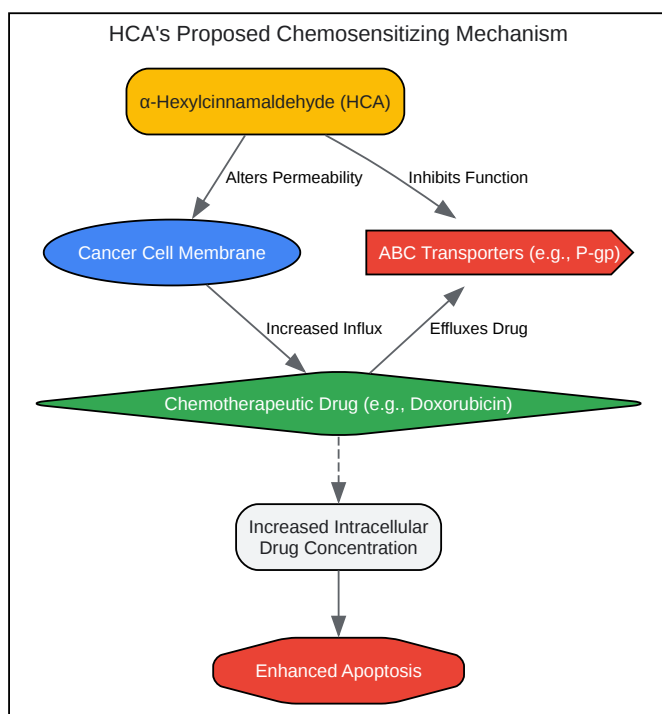 HCA's Proposed Chemosensitizing Mechanism
α-Hexylcinnamaldehyde (HCA)
Alters Permeability
Inhibits Function
Cancer Cell Membrane
ABC Transporters (e.g., P-gp)
Increased Influx
Effluxes Drug
Chemotherapeutic Drug (e.g., Doxorubicin)
Increased Intracellular
Drug Concentration
Enhanced Apoptosis